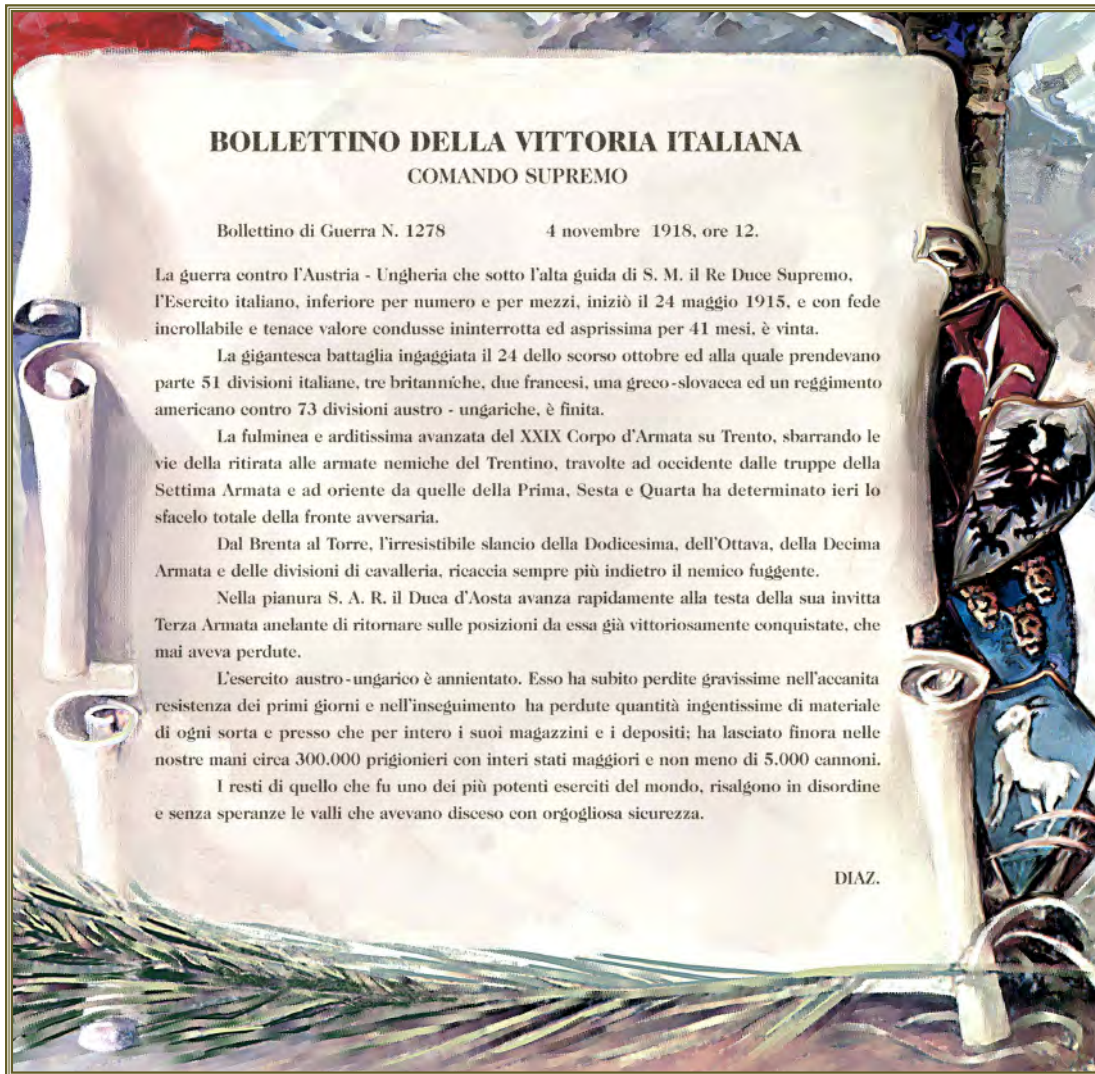 BOLLETTINO DELLA VITTORIA ITALIANA
COMANDO SUPREMO
Bollettino di Guerra N. 1278 4 novembre 1918, ore 12.
La guerra contro l'Austria - Ungheria che sotto l'alta guida di S. M. il Re Duce Supremo,
l'Esercito italiano, inferiore per numero e per mezzi, iniziò il 24 maggio 1915, e con fede
incrollabile e tenace valore condusse ininterrotta ed asprissima per 41 mesi, è vinta.
La gigantesca battaglia ingaggiata il 24 dello scorso ottobre ed alla quale prendevano
parte 51 divisioni italiane, tre britanniche, due francesi, una greco-slovacca ed un reggimento
americano contro 73 divisioni austro - ungariche, è finita.
La fulminea e arditissima avanzata del XXIX Corpo d'Armata su Trento, sbarrando le
vie della ritirata alle armate nemiche del Trentino, travolte ad occidente dalle truppe della
Settima Armata e ad oriente da quelle della Prima, Sesta e Quarta ha determinato ieri lo
sfacelo totale della fronte avversaria.
Dal Brenta al Torre, l'irresistibile slancio della Dodicesima, dell'Ottava, della Decima
Armata e delle divisioni di cavalleria, ricaccia sempre più indietro il nemico fuggente.
Nella pianura S. A. R. il Duca d'Aosta avanza rapidamente alla testa della sua invitta
Terza Armata anelante di ritornare sulle posizioni da essa già vittoriosamente conquistate, che
mai aveva perdute.
L'esercito austro-ungarico è annientato. Esso ha subito perdite gravissime nell'accanita
resistenza dei primi giorni e nell'inseguimento ha perdute quantità ingentissime di materiale
di ogni sorta e presso che per intero i suoi magazzini e i depositi; ha lasciato finora nelle
nostre mani circa 300.000 prigionieri con interi stati maggiori e non meno di 5.000 cannoni.
I resti di quello che fu uno dei più potenti eserciti del mondo, risalgono in disordine
e senza speranze le valli che avevano disceso con orgogliosa sicurezza.
DIAZ.